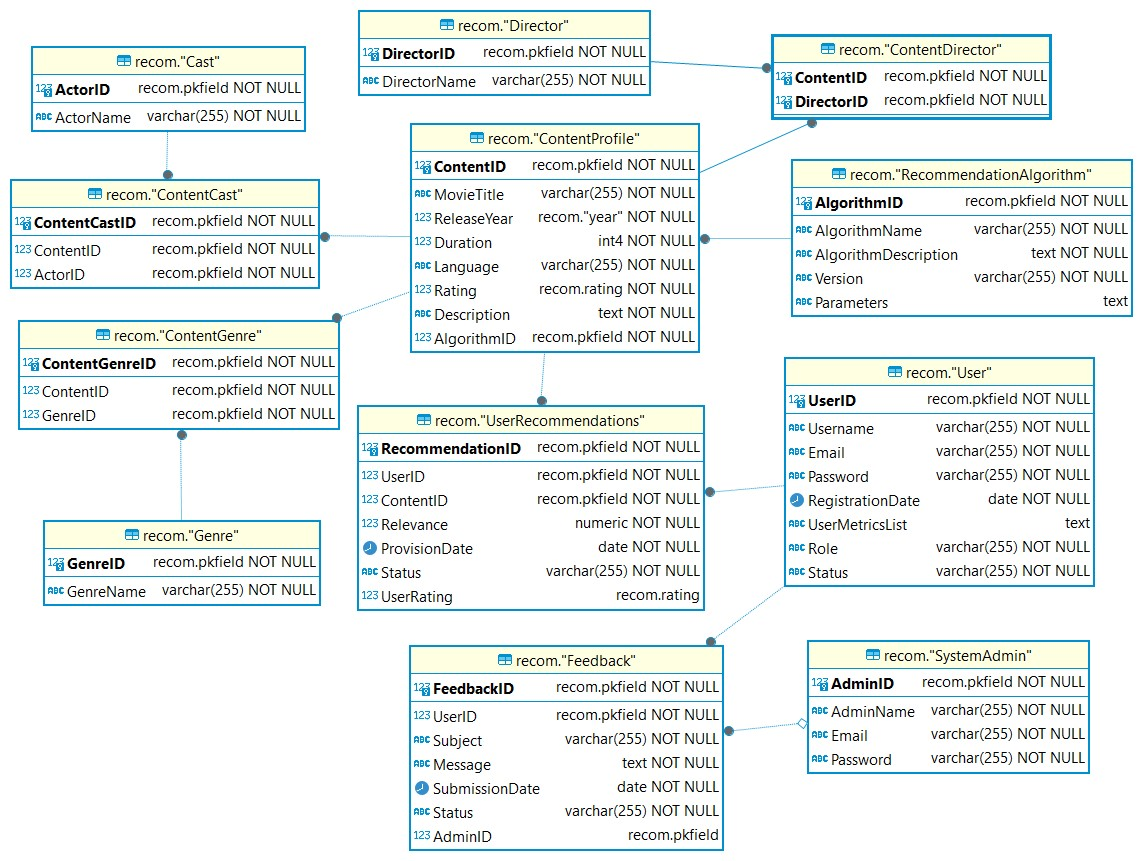 recom."Director"
DirectorID recom.pkfield NOT NULL
DirectorName varchar(255) NOT NULL
recom."ContentDirector"
ContentID recom.pkfield NOT NULL
DirectorID recom.pkfield NOT NULL
recom."Cast"
ActorID recom.pkfield NOT NULL
ActorName varchar(255) NOT NULL
recom."ContentProfile"
ContentID recom.pkfield NOT NULL
MovieTitle varchar(255) NOT NULL
ReleaseYear recom."year" NOT NULL
Duration int4 NOT NULL
Language varchar(255) NOT NULL
Rating recom.rating NOT NULL
Description text NOT NULL
AlgorithmID recom.pkfield NOT NULL
recom."RecommendationAlgorithm"
AlgorithmID recom.pkfield NOT NULL
AlgorithmName varchar(255) NOT NULL
AlgorithmDescription text NOT NULL
Version varchar(255) NOT NULL
Parameters text
recom."ContentCast"
ContentCastID recom.pkfield NOT NULL
ContentID recom.pkfield NOT NULL
ActorID recom.pkfield NOT NULL
recom."ContentGenre"
ContentGenreID recom.pkfield NOT NULL
ContentID recom.pkfield NOT NULL
GenreID recom.pkfield NOT NULL
recom."User"
UserID recom.pkfield NOT NULL
Username varchar(255) NOT NULL
Email varchar(255) NOT NULL
Password varchar(255) NOT NULL
RegistrationDate date NOT NULL
UserMetricsList text
Role varchar(255) NOT NULL
Status varchar(255) NOT NULL
recom."UserRecommendations"
RecommendationID recom.pkfield NOT NULL
UserID recom.pkfield NOT NULL
ContentID recom.pkfield NOT NULL
Relevance numeric NOT NULL
ProvisionDate date NOT NULL
Status varchar(255) NOT NULL
UserRating recom.rating
recom."Genre"
GenreID recom.pkfield NOT NULL
GenreName varchar(255) NOT NULL
recom."Feedback"
FeedbackID recom.pkfield NOT NULL
UserID recom.pkfield NOT NULL
Subject varchar(255) NOT NULL
Message text NOT NULL
SubmissionDate date NOT NULL
Status varchar(255) NOT NULL
AdminID recom.pkfield
recom."SystemAdmin"
AdminID recom.pkfield NOT NULL
AdminName varchar(255) NOT NULL
Email varchar(255) NOT NULL
Password varchar(255) NOT NULL